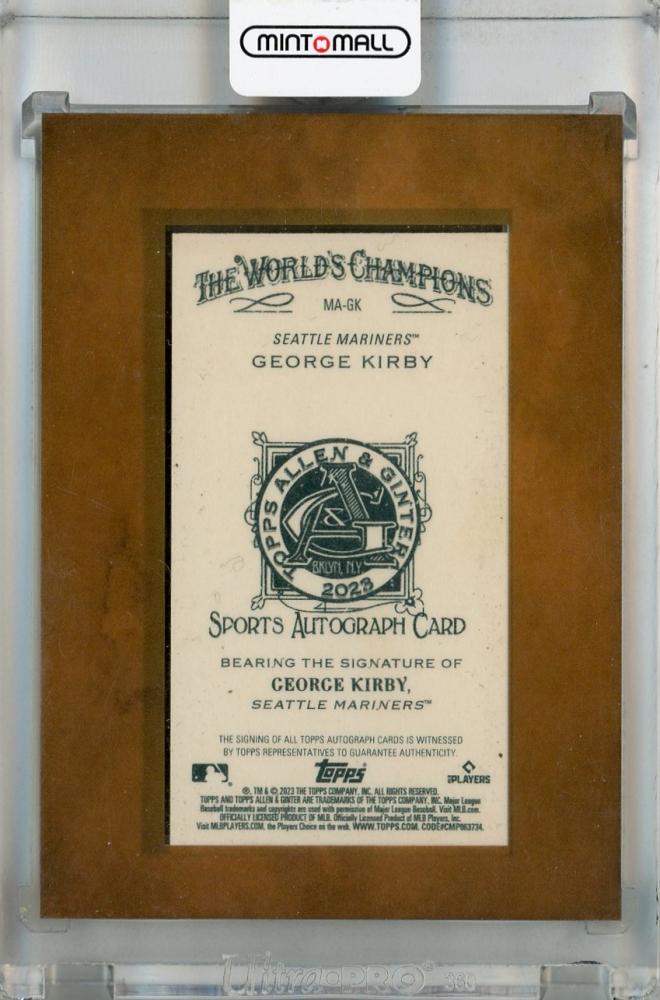 MINT MALL
THE WORLD'S CHAMPIONS
MA-GK
SEATTLE MARINERS™
GEORGE KIRBY
TOPPS ALLEN & GINTER
A&G
BKLYN, N.Y.
2023
SPORTS AUTOGRAPH CARD
BEARING THE SIGNATURE OF
GEORGE KIRBY,
SEATTLE MARINERS™
THE SIGNING OF ALL TOPPS AUTOGRAPH CARDS IS WITNESSED
BY TOPPS REPRESENTATIVES TO GUARANTEE AUTHENTICITY.
Topps
PLAYERS
®, TM & © 2023 THE TOPPS COMPANY, INC. ALL RIGHTS RESERVED.
TOPPS AND TOPPS ALLEN & GINTER ARE TRADEMARKS OF THE TOPPS COMPANY, INC. Major League
Baseball trademarks and copyrights are used with permission of Major League Baseball. Visit MLB.com.
OFFICIALLY LICENSED PRODUCT OF MLB. Officially Licensed Product of MLB Players, Inc.
Visit MLBPLAYERS.COM, the Players Choice on the web. WWW.TOPPS.COM. CODE#CMP063734.
Ultra·PRO®